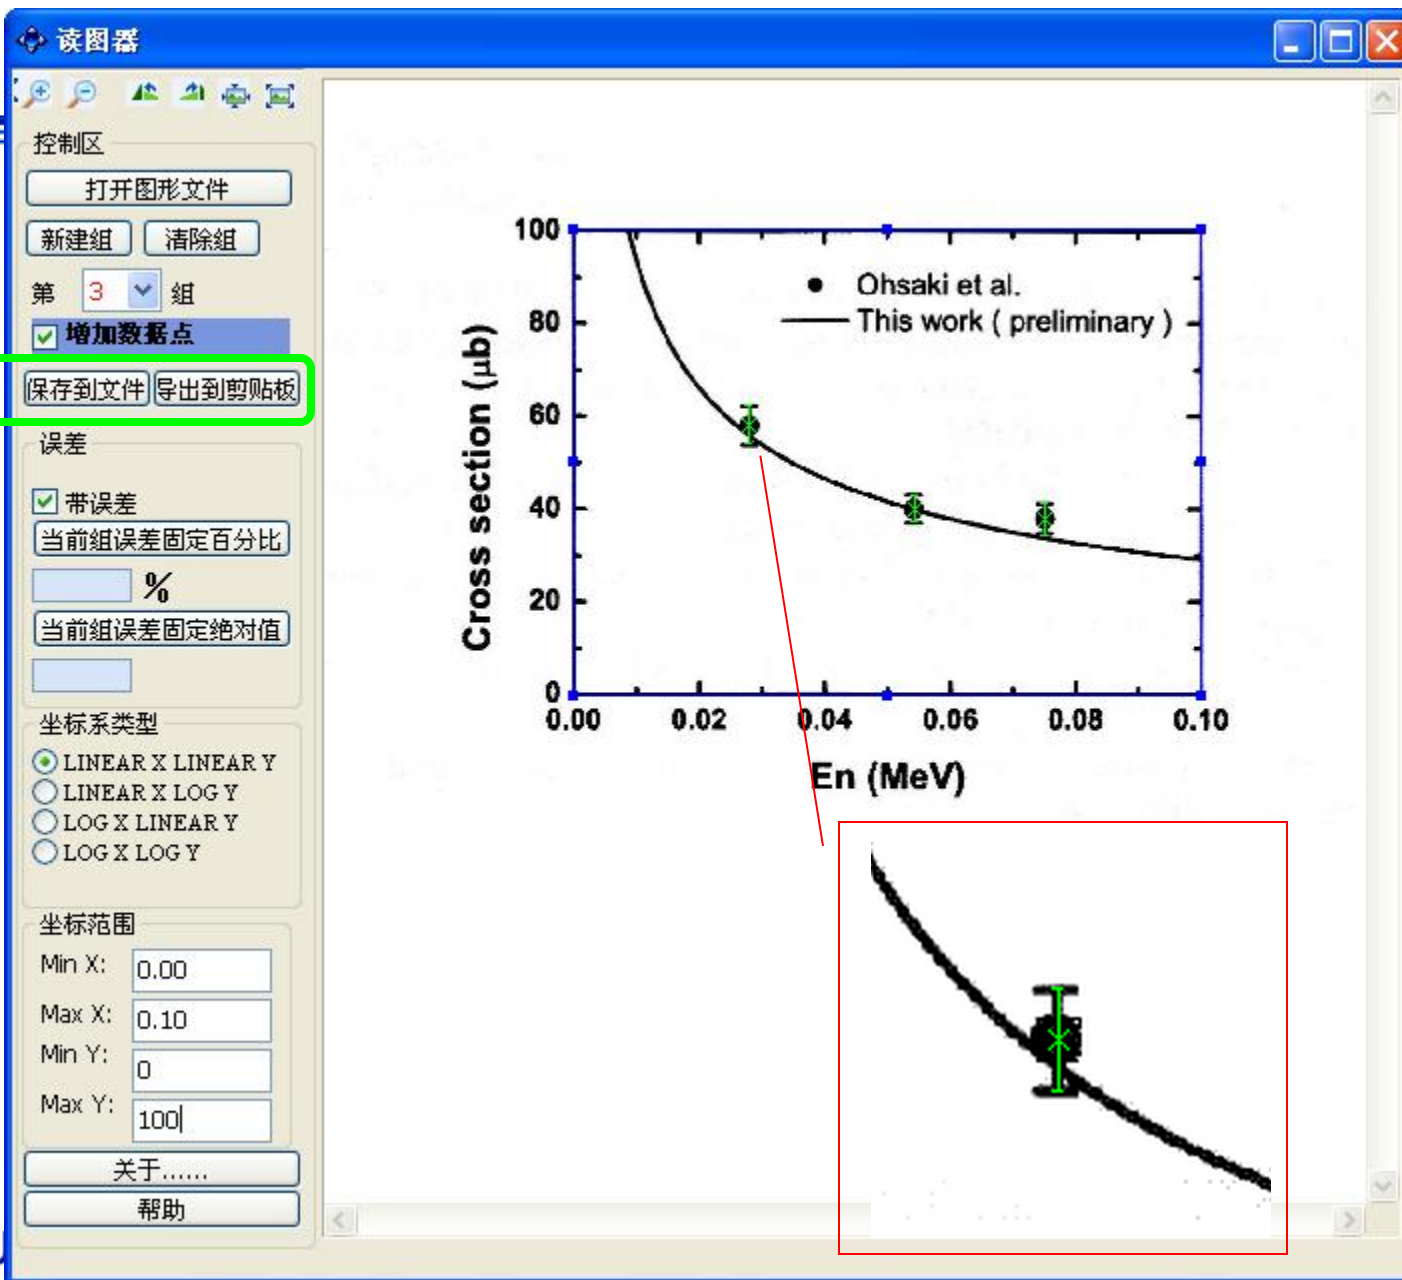 读图器
控制区
打开图形文件
新建组 清除组
第 3 组
增加数据点
保存到文件 导出到剪贴板
误差
带误差
当前组误差固定百分比
%
当前组误差固定绝对值
坐标系类型
LINEAR X LINEAR Y
LINEAR X LOG Y
LOG X LINEAR Y
LOG X LOG Y
坐标范围
Min X: 0.00
Max X: 0.10
Min Y: 0
Max Y: 100
关于......
帮助
100
80
60
40
20
0
Cross section (μb)
Ohsaki et al.
This work ( preliminary )
0.00 0.02 0.04 0.06 0.08 0.10
En (MeV)